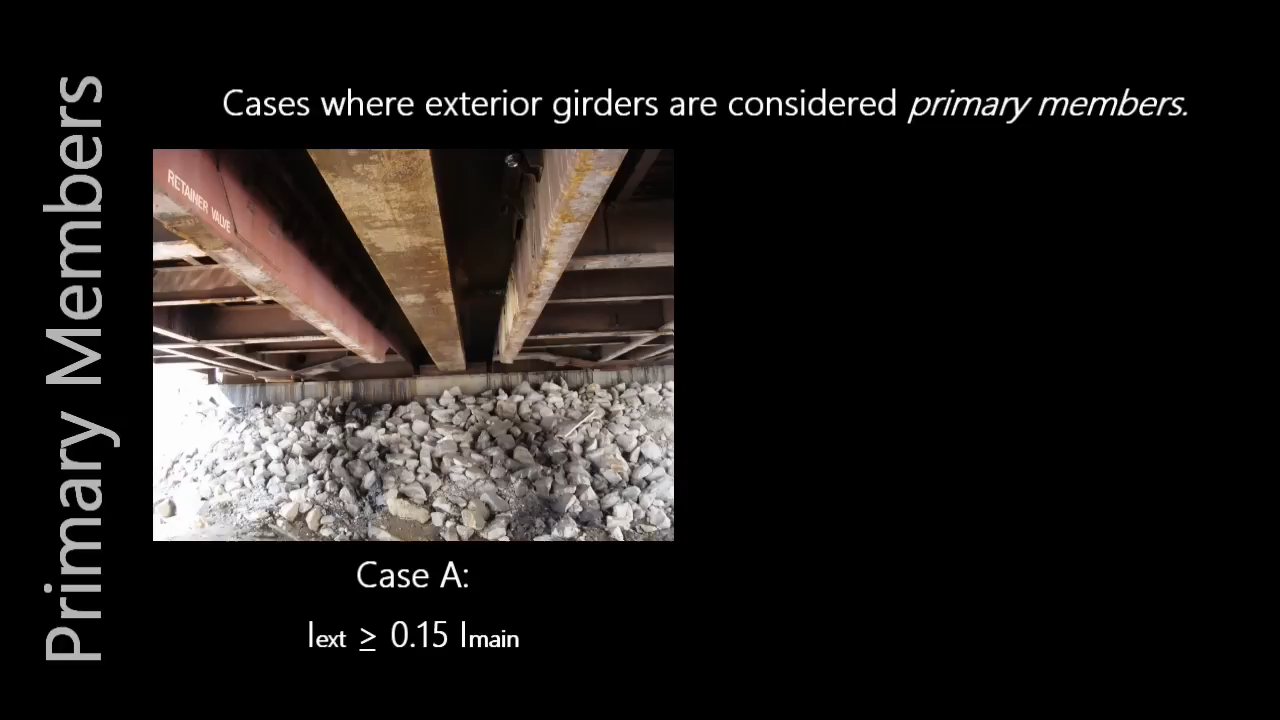 Primary Members
Cases where exterior girders are considered primary members.
RETAINER VALVE
Case A:
Iext ≥ 0.15 Imain